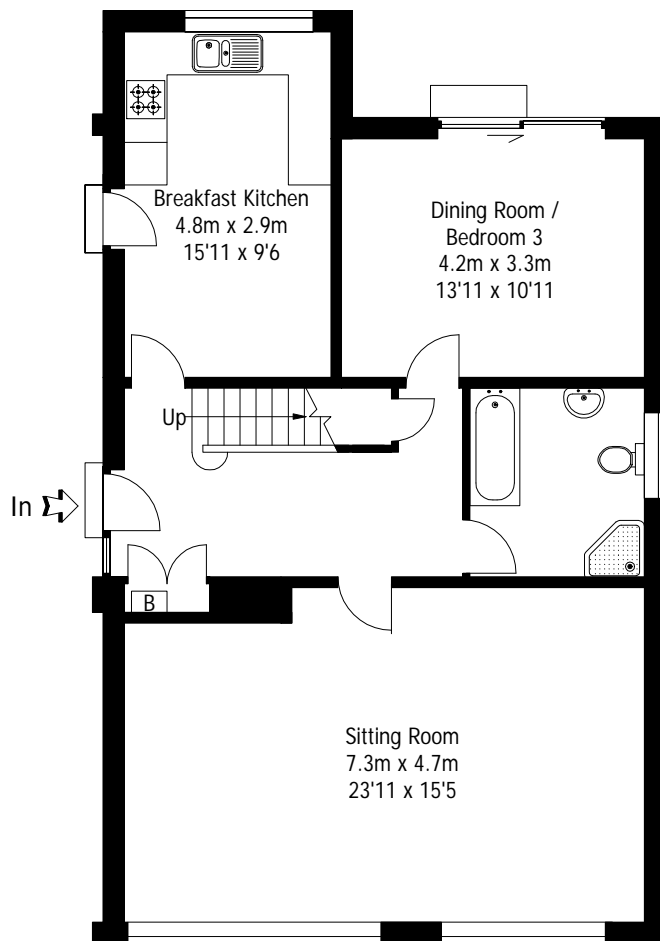 Breakfast Kitchen
4.8m x 2.9m
15'11 x 9'6
Dining Room /
Bedroom 3
4.2m x 3.3m
13'11 x 10'11
Up
In
B
Sitting Room
7.3m x 4.7m
23'11 x 15'5